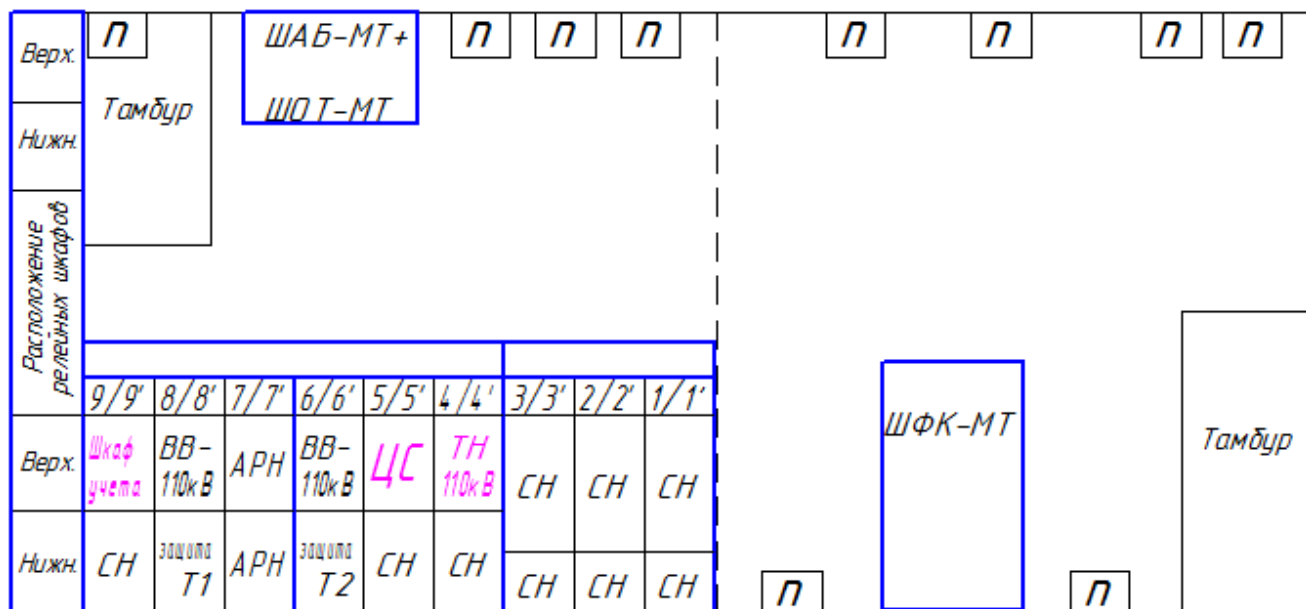 П ШАБ-МТ+ П П П П П П П
Верх.
Тамбур ШОТ-МТ
Нижн.
Расположение
релейных шкафов
9/9' 8/8' 7/7' 6/6' 5/5' 4/4' 3/3' 2/2' 1/1'
Верх.
Шкаф
учета
ВВ-
110кВ
АРН
ВВ-
110кВ
ЦС
ТН
110кВ
СН СН СН
ШФК-МТ
Тамбур
Нижн.
СН
защита
Т1
АРН
защита
Т2
СН СН СН СН СН
П П